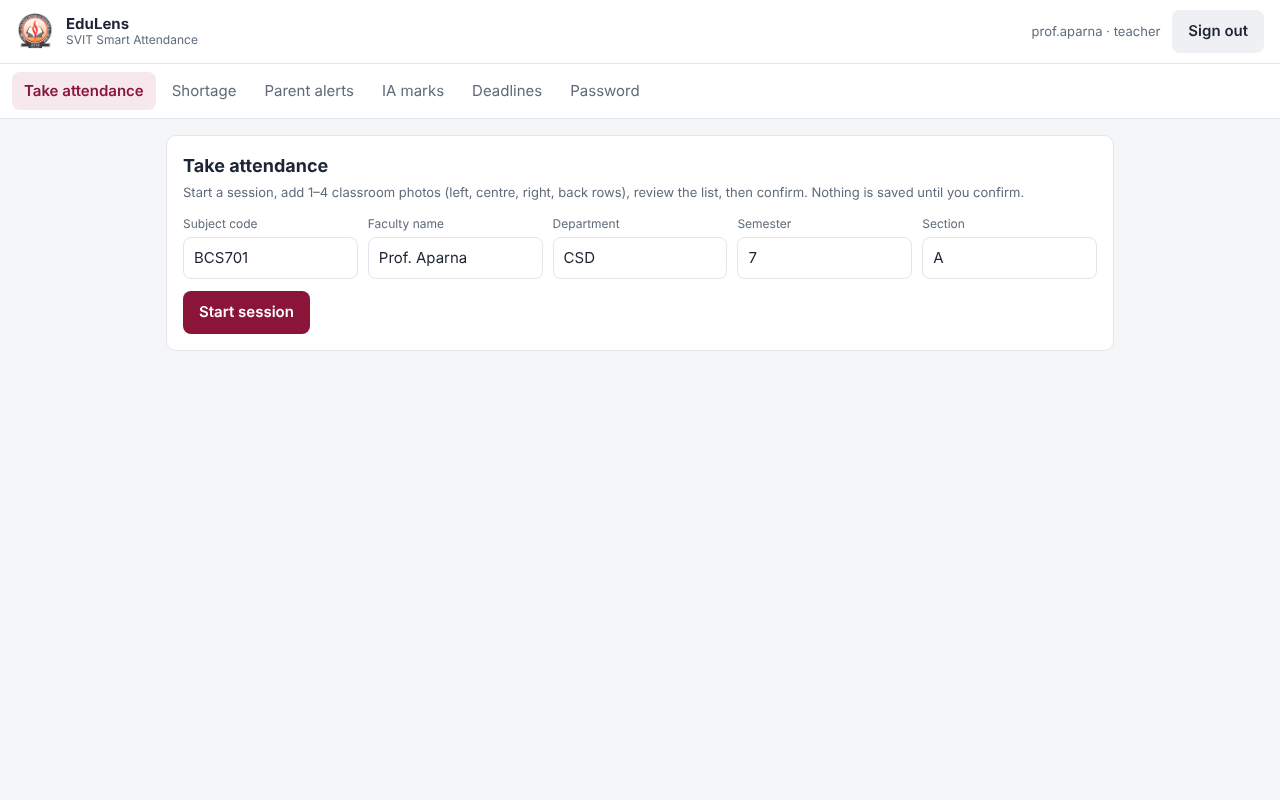 EduLens
SVIT Smart Attendance
prof.aparna · teacher
Sign out
Take attendance
Shortage
Parent alerts
IA marks
Deadlines
Password
Take attendance
Start a session, add 1–4 classroom photos (left, centre, right, back rows), review the list, then confirm. Nothing is saved until you confirm.
Subject code
Faculty name
Department
Semester
Section
BCS701
Prof. Aparna
CSD
7
A
Start session